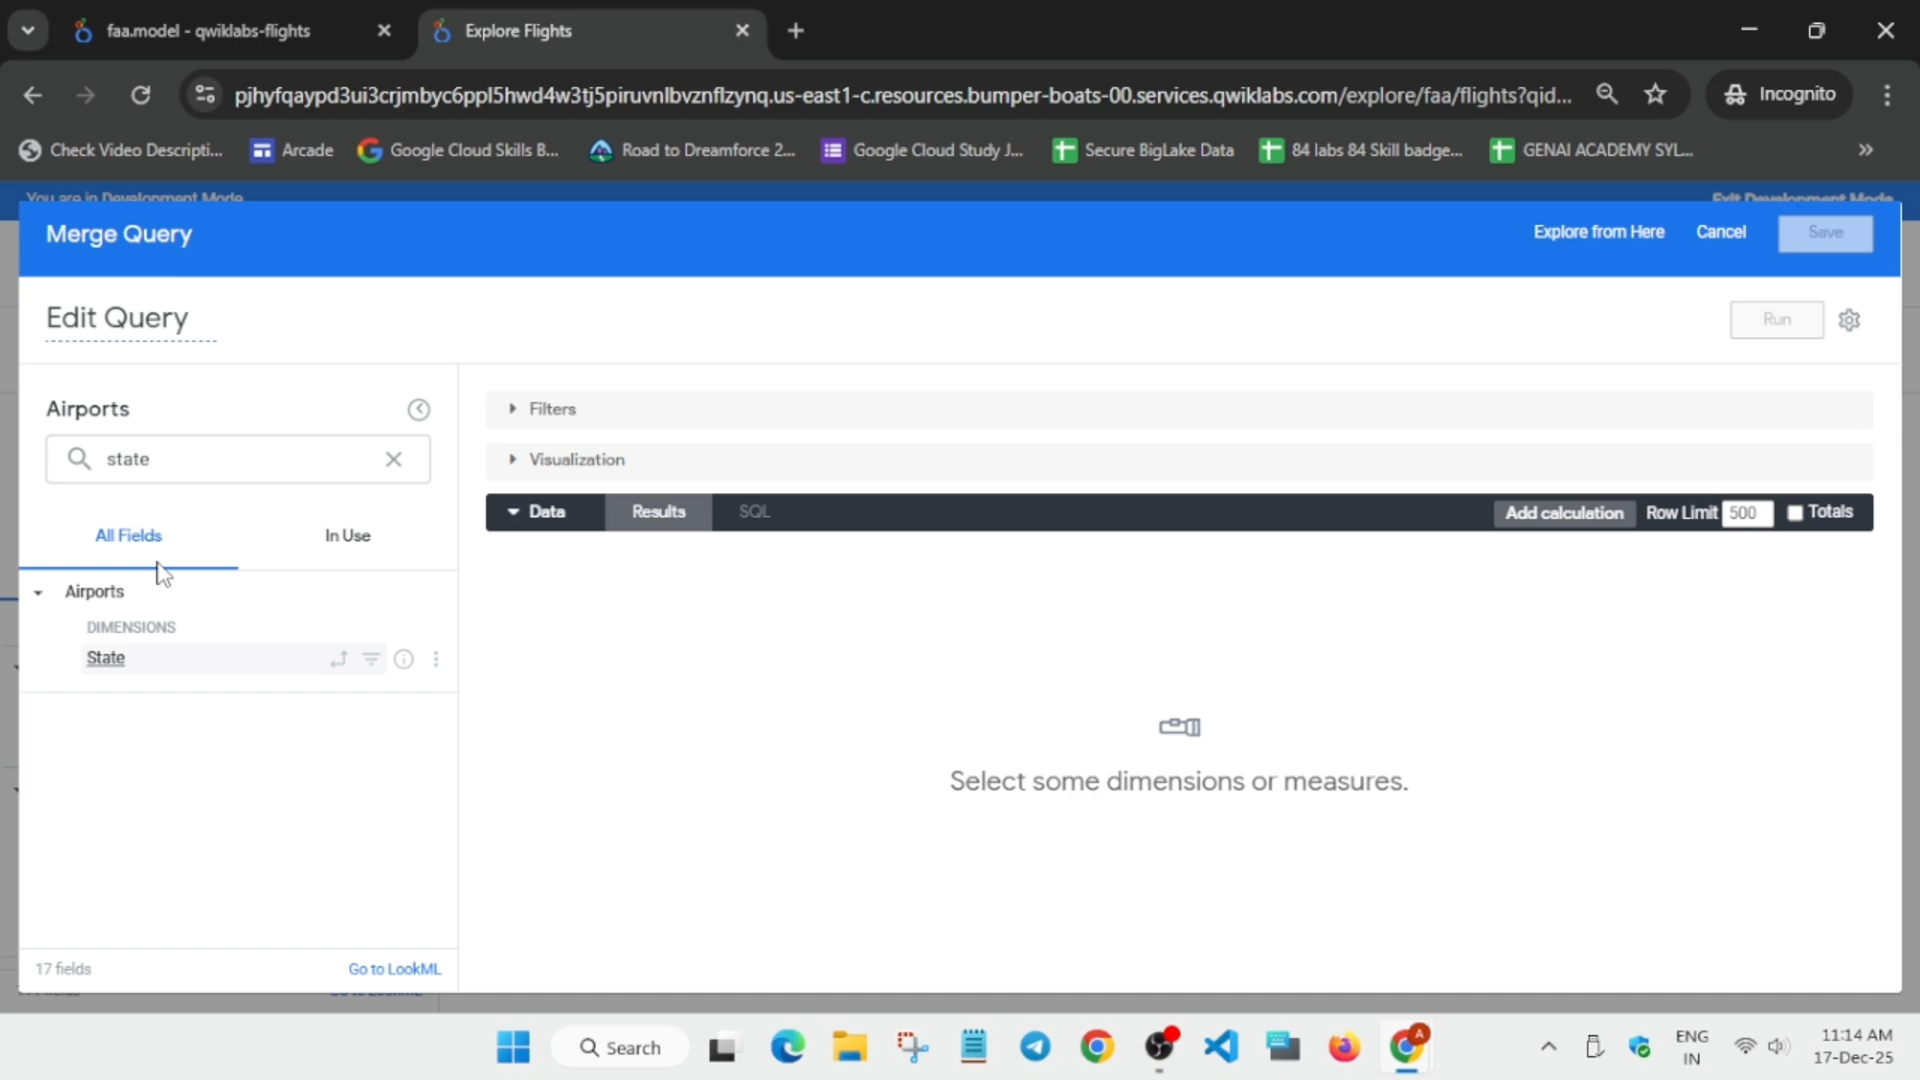 faa.model - qwiklabs-flights
Explore Flights
pjhyfqaypd3ui3crjmbyc6ppl5hwd4w3tj5piruvnlbvznflzynq.us-east1-c.resources.bumper-boats-00.services.qwiklabs.com/explore/faa/flights?qid...
Incognito
Check Video Descripti...
Arcade
Google Cloud Skills B...
Road to Dreamforce 2...
Google Cloud Study J...
Secure BigLake Data
84 labs 84 Skill badge...
GENAI ACADEMY SYL...
»
You are in Development Mode
Exit Development Mode
Merge Query
Explore from Here
Cancel
Save
Edit Query
Run
Airports
state
All Fields
In Use
Airports
DIMENSIONS
State
17 fields
Go to LookML
Filters
Visualization
Data
Results
SQL
Add calculation
Row Limit 500
Totals
Select some dimensions or measures.
Search
A
ENG
IN
11:14 AM
17-Dec-25